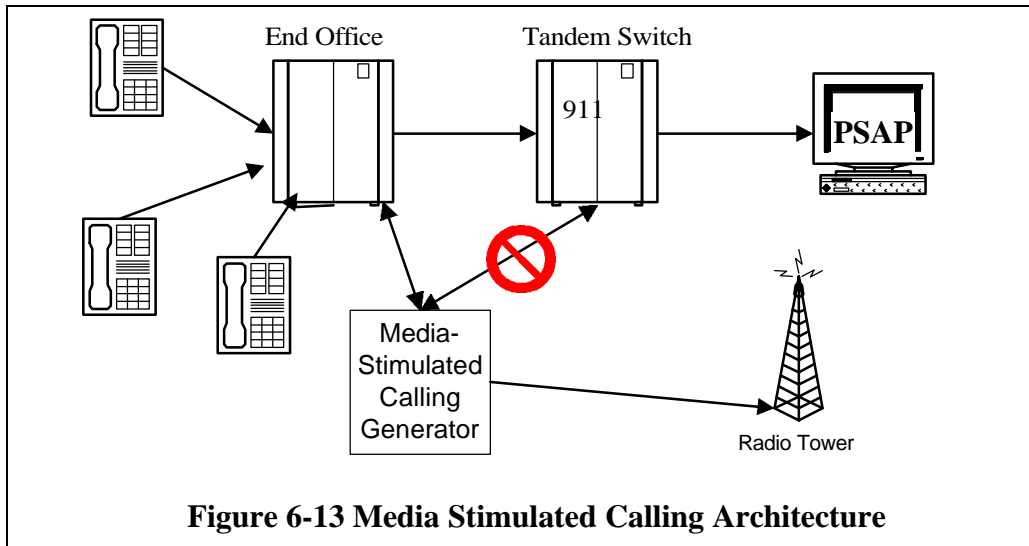 End Office
Tandem Switch
911
PSAP
Media-
Stimulated
Calling
Generator
Radio Tower
Figure 6-13 Media Stimulated Calling Architecture